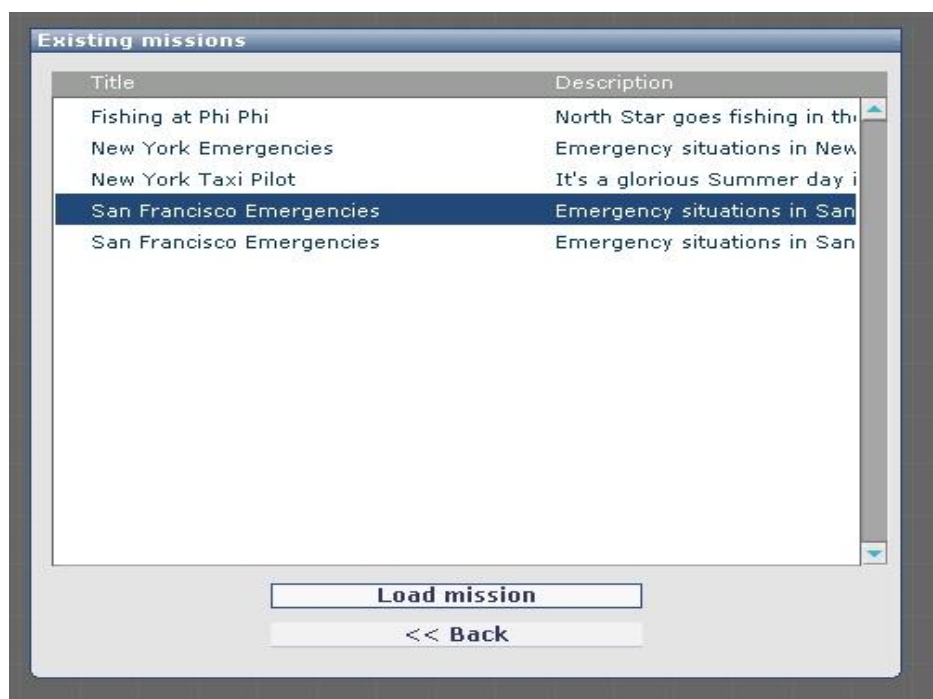 Existing missions
Title Description
Fishing at Phi Phi North Star goes fishing in
New York Emergencies Emergency situations in New
New York Taxi Pilot It's a glorious Summer day i
San Francisco Emergencies Emergency situations in San
San Francisco Emergencies Emergency situations in San
Load mission
<< Back